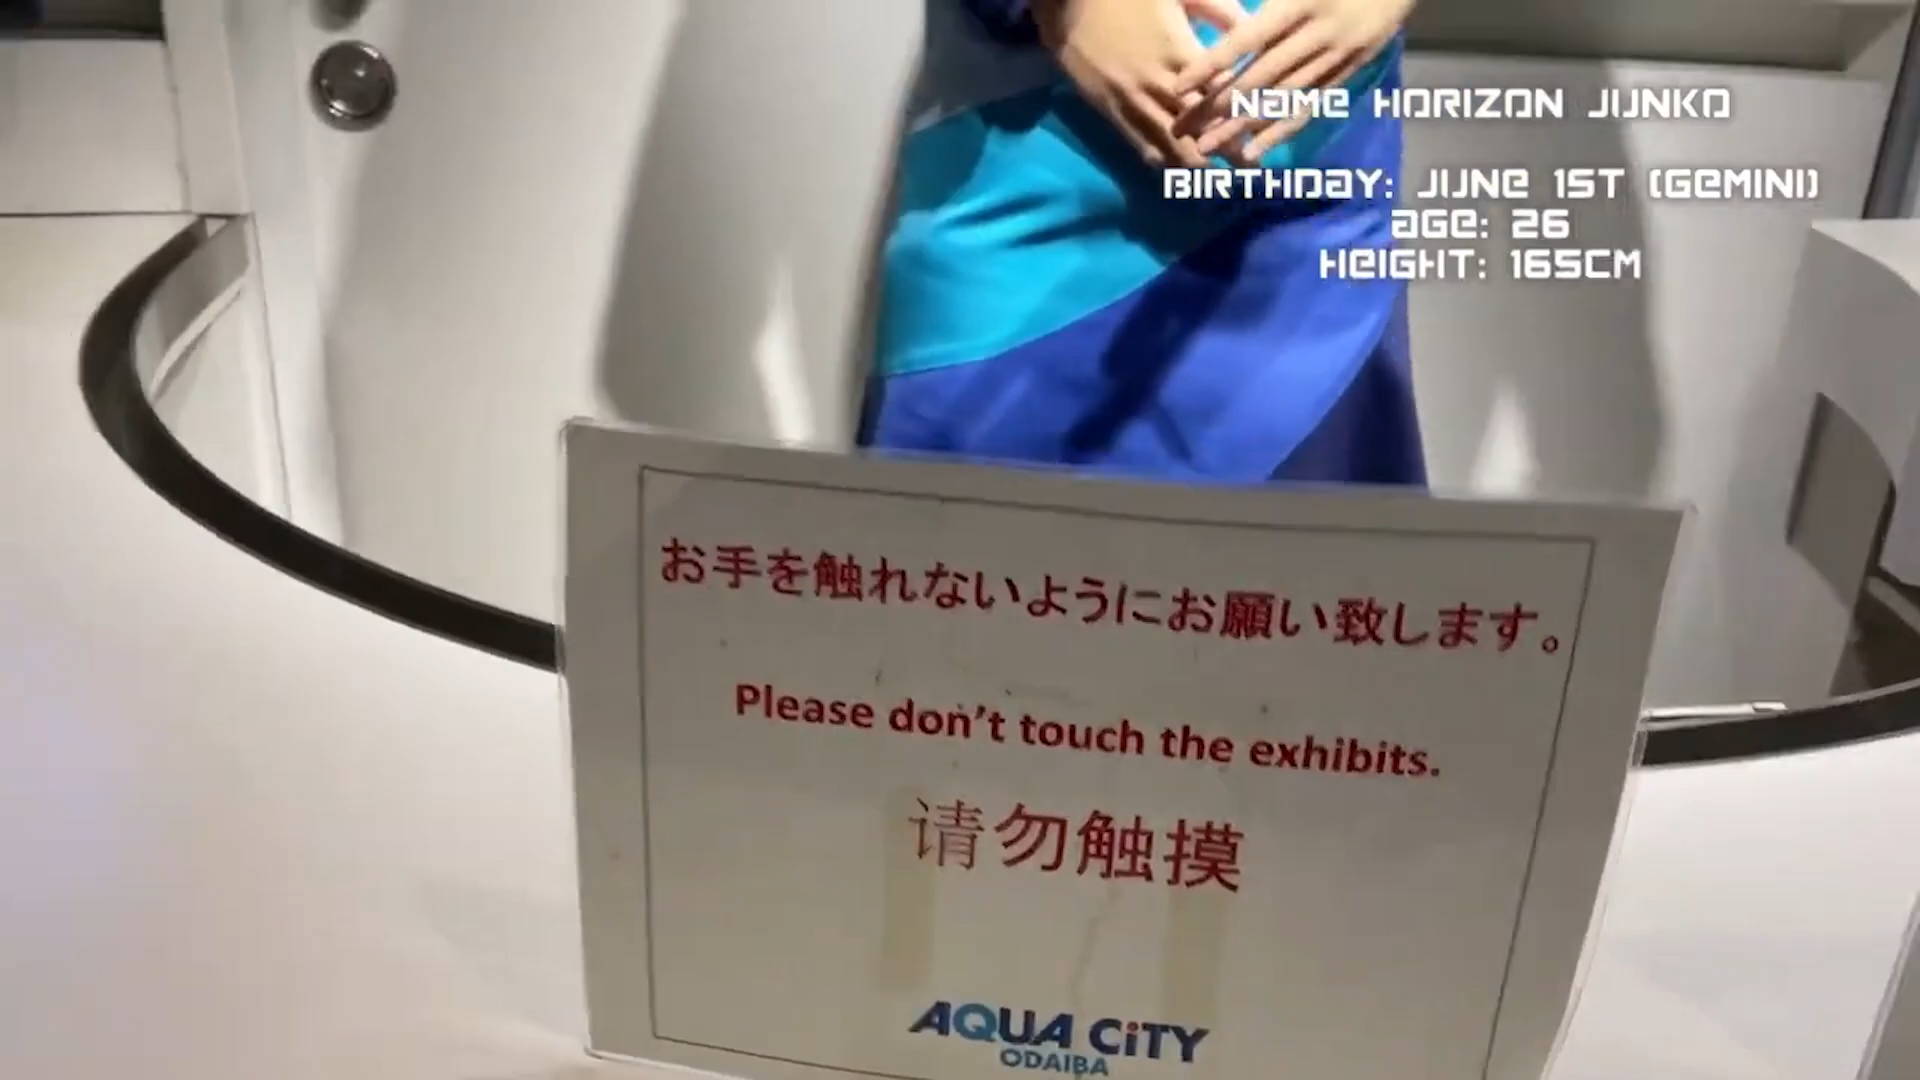 NAME HORIZON JUNKO
BIRTHDAY: JUNE 1ST (GEMINI)
AGE: 26
HEIGHT: 165CM
お手を触れないようにお願い致します。
Please don't touch the exhibits.
请勿触摸
AQUA CiTY
ODAIBA